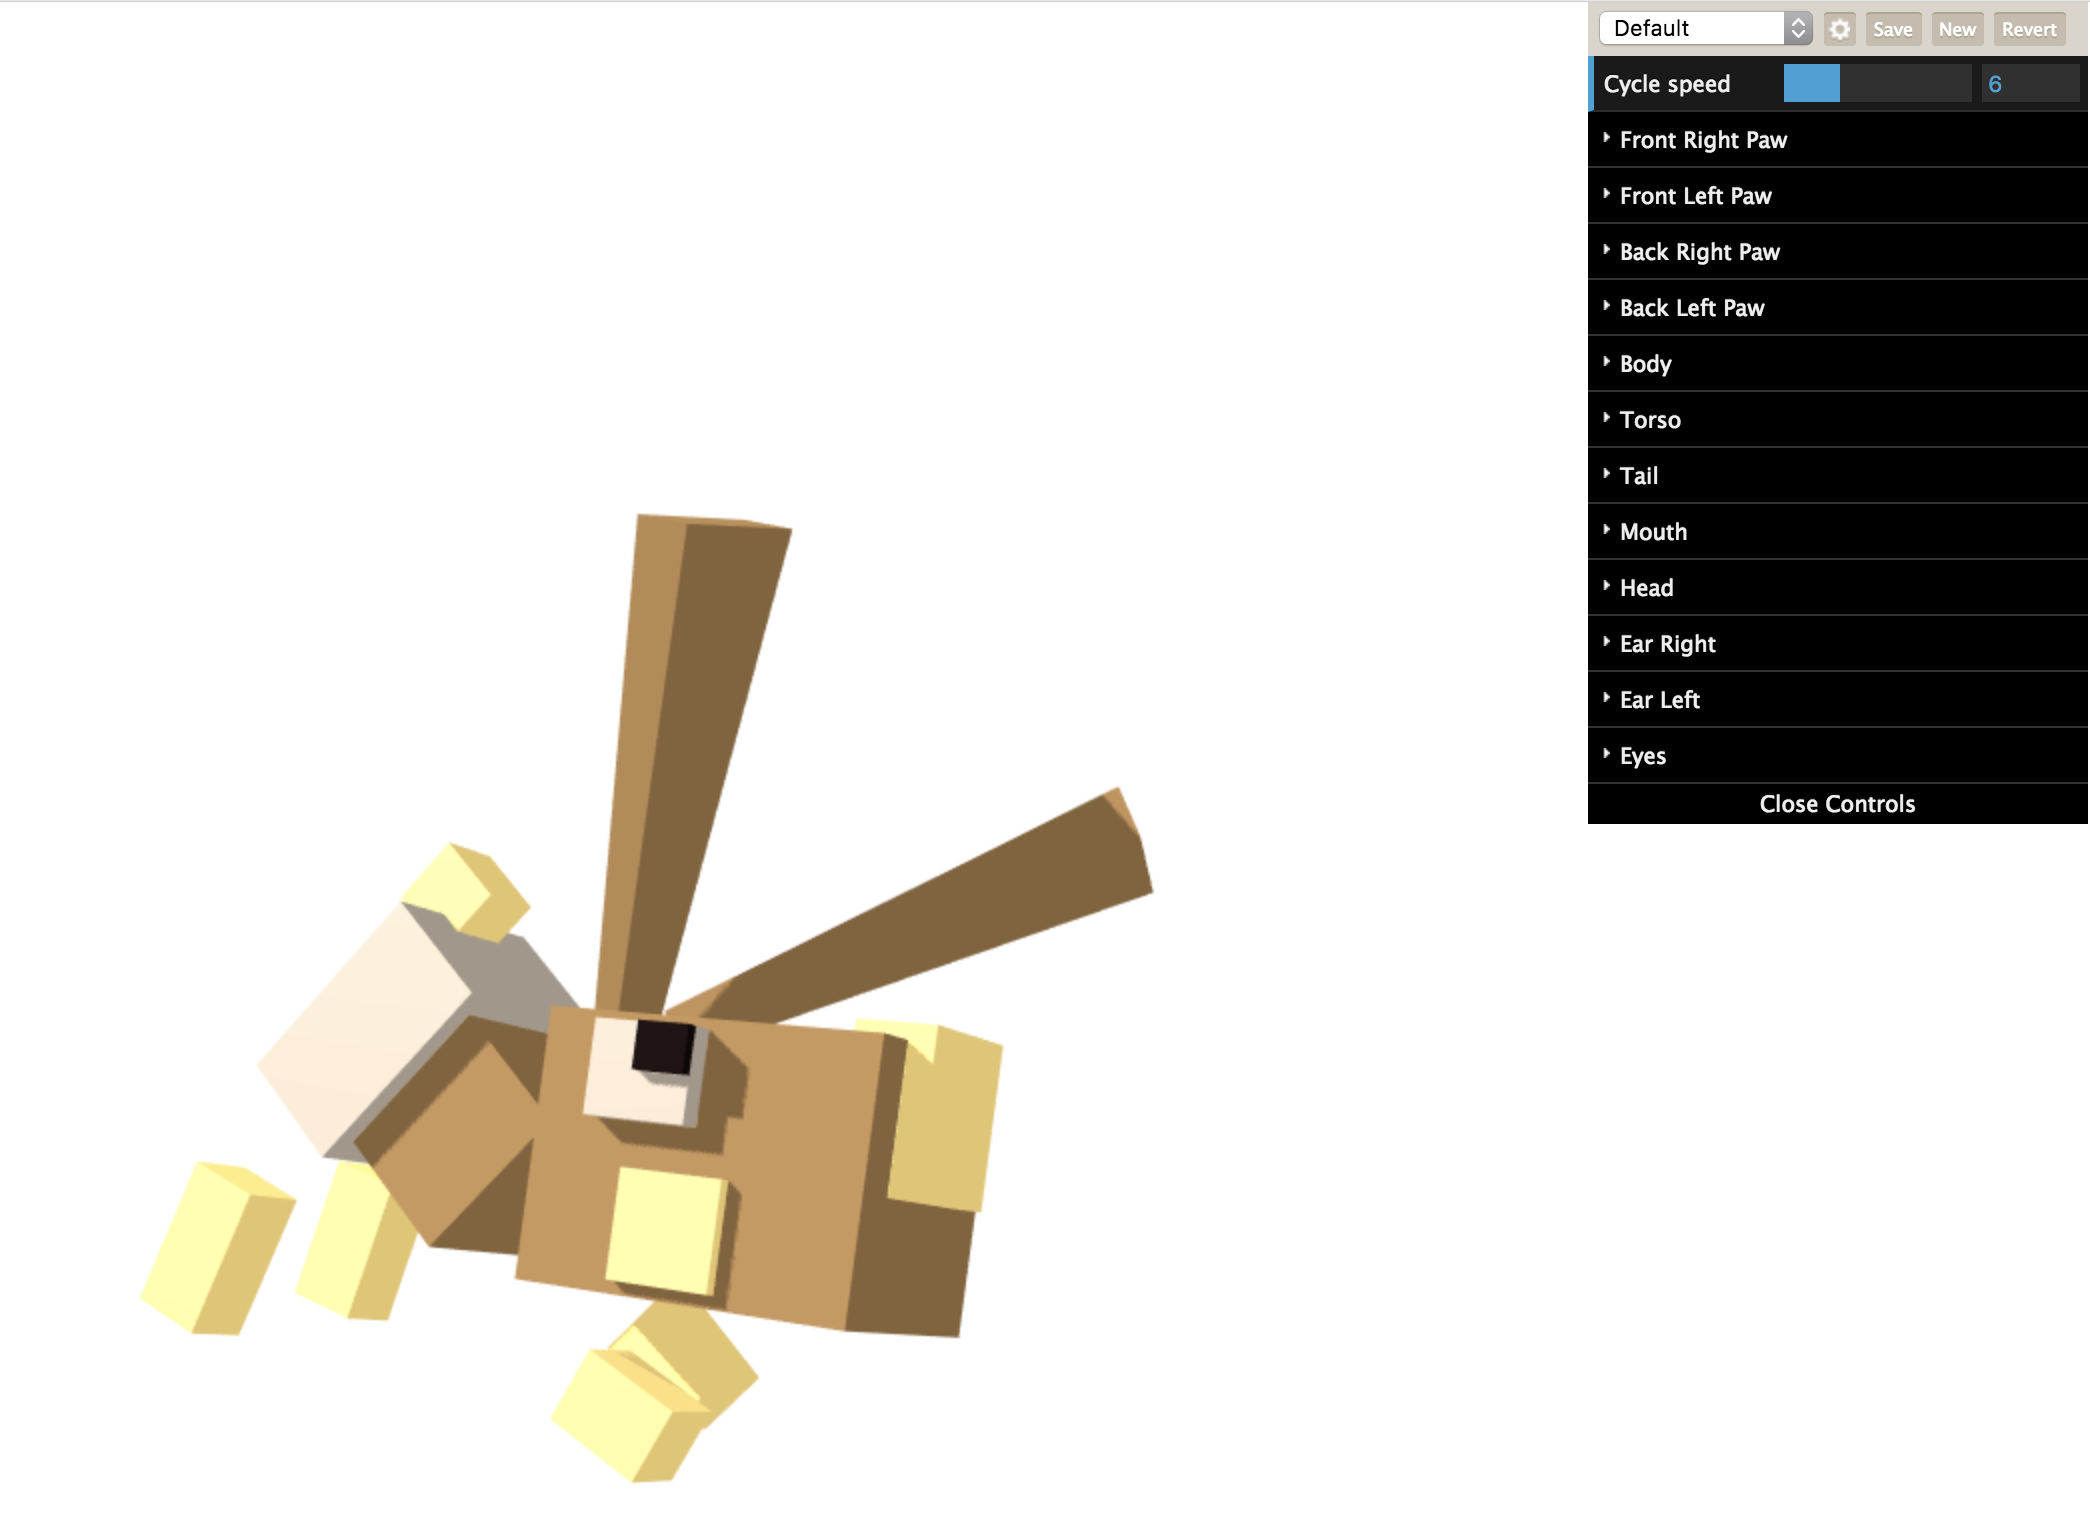 Default Save New Revert
Cycle speed 6
Front Right Paw
Front Left Paw
Back Right Paw
Back Left Paw
Body
Torso
Tail
Mouth
Head
Ear Right
Ear Left
Eyes
Close Controls